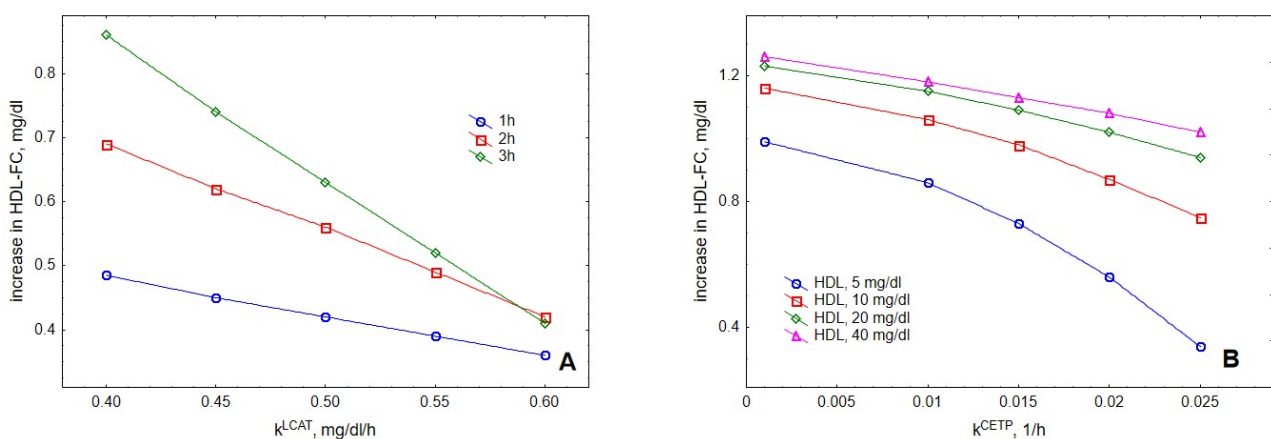 increase in HDL-FC, mg/dl
0.8
0.7
0.6
0.5
0.4
1h
2h
3h
A
0.40 0.45 0.50 0.55 0.60
k^LCAT, mg/dl/h
increase in HDL-FC, mg/dl
1.2
0.8
0.4
HDL, 5 mg/dl
HDL, 10 mg/dl
HDL, 20 mg/dl
HDL, 40 mg/dl
B
0 0.005 0.01 0.015 0.02 0.025
k^CETP, 1/h